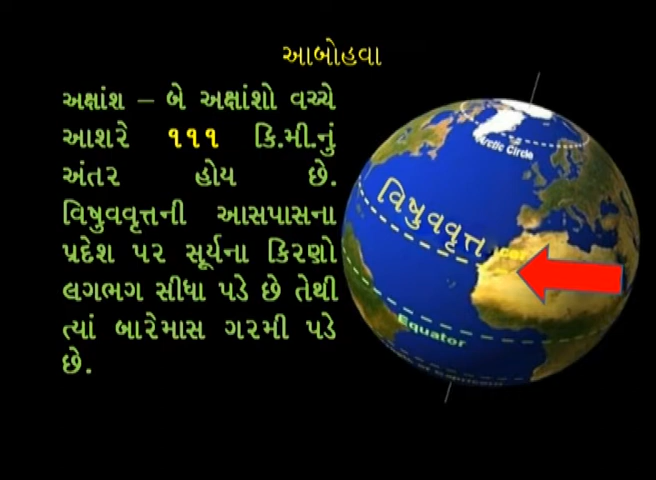 આબોહવા
અક્ષાંશ – બે અક્ષાંશો વચ્ચે
આશરે ૧૧૧ કિ.મી.નું
અંતર હોય છે.
વિષુવવૃત્તની આસપાસના
પ્રદેશ પર સૂર્યના કિરણો
લગભગ સીધા પડે છે તેથી
ત્યાં બારેમાસ ગરમી પડે
છે.
Arctic Circle
વિષુવવૃત્ત
Equator